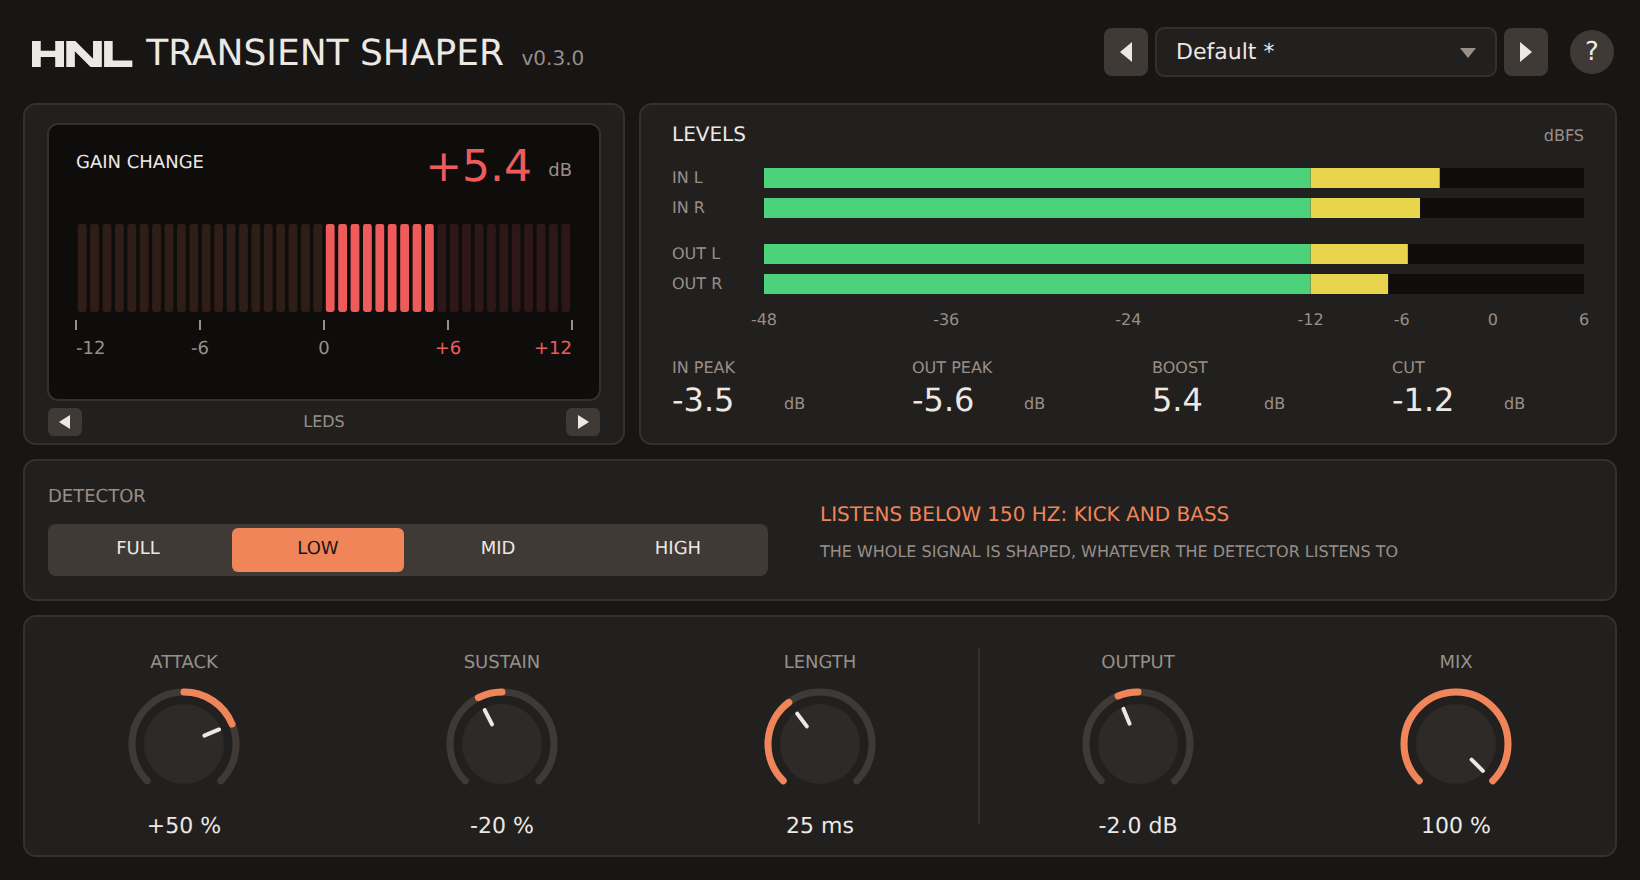 HNL TRANSIENT SHAPER v0.3.0
Default *
?
GAIN CHANGE
+5.4 dB
-12 -6 0 +6 +12
LEDS
LEVELS
dBFS
IN L
IN R
OUT L
OUT R
-48 -36 -24 -12 -6 0 6
IN PEAK OUT PEAK BOOST CUT
-3.5 dB -5.6 dB 5.4 dB -1.2 dB
DETECTOR
FULL LOW MID HIGH
LISTENS BELOW 150 HZ: KICK AND BASS
THE WHOLE SIGNAL IS SHAPED, WHATEVER THE DETECTOR LISTENS TO
ATTACK SUSTAIN LENGTH OUTPUT MIX
+50 % -20 % 25 ms -2.0 dB 100 %